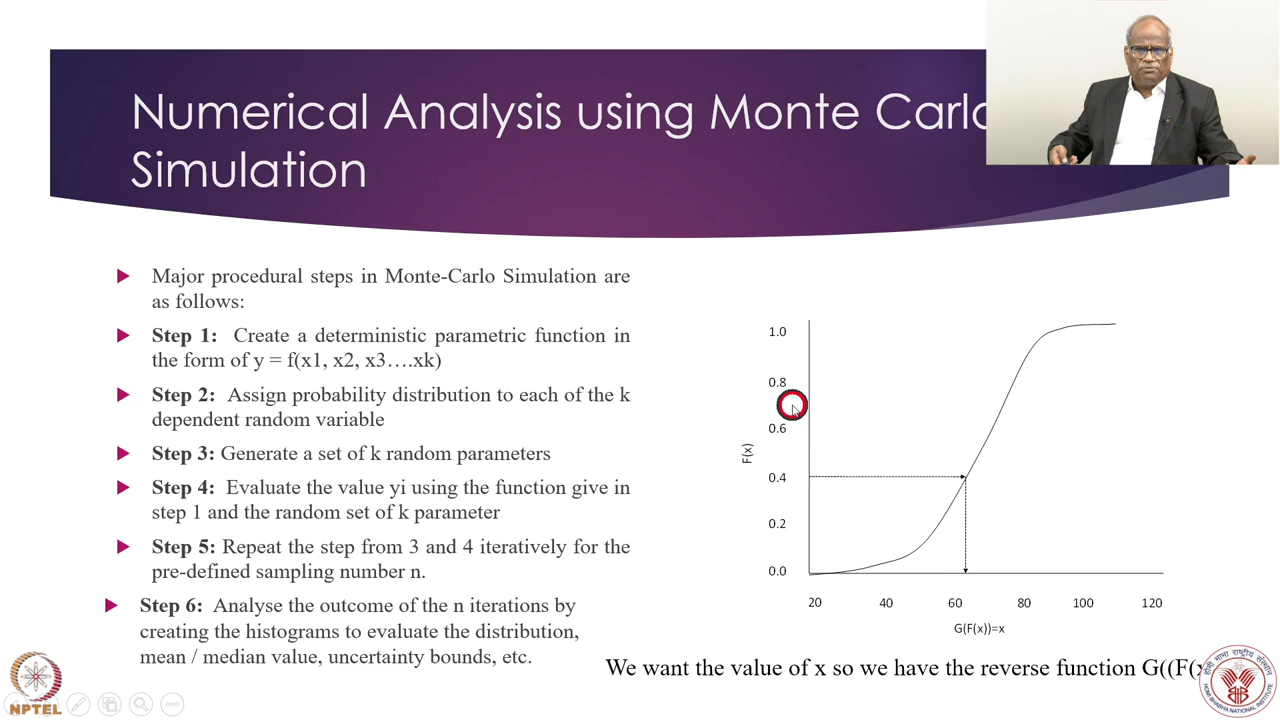 Numerical Analysis using Monte Carlo
Simulation
Major procedural steps in Monte-Carlo Simulation are
as follows:
Step 1: Create a deterministic parametric function in
the form of y = f(x1, x2, x3….xk)
Step 2: Assign probability distribution to each of the k
dependent random variable
Step 3: Generate a set of k random parameters
Step 4: Evaluate the value yi using the function give in
step 1 and the random set of k parameter
Step 5: Repeat the step from 3 and 4 iteratively for the
pre-defined sampling number n.
Step 6: Analyse the outcome of the n iterations by
creating the histograms to evaluate the distribution,
mean / median value, uncertainty bounds, etc.
1.0
0.8
0.6
0.4
0.2
0.0
F(x)
20 40 60 80 100 120
G(F(x))=x
We want the value of x so we have the reverse function G((F(x
NPTEL
HOMI BHABHA NATIONAL INSTITUTE